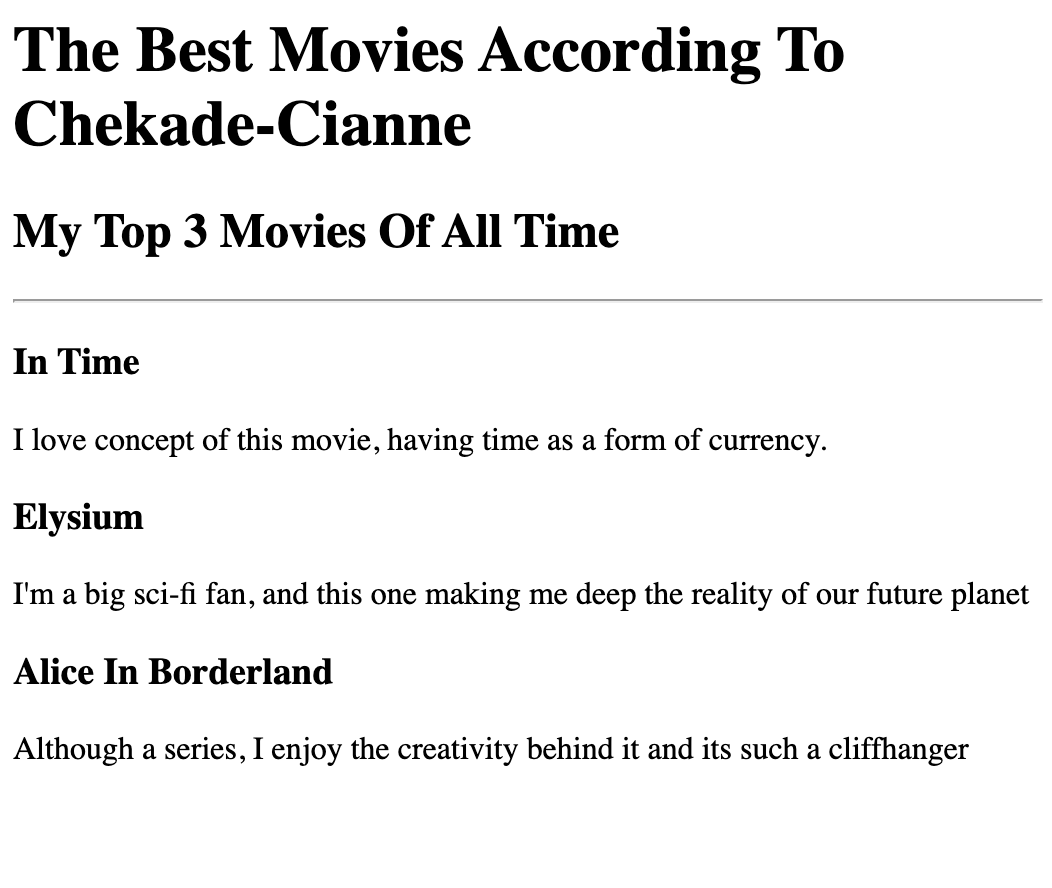 The Best Movies According To
Chekade-Cianne
My Top 3 Movies Of All Time
In Time
I love concept of this movie, having time as a form of currency.
Elysium
I'm a big sci-fi fan, and this one making me deep the reality of our future planet
Alice In Borderland
Although a series, I enjoy the creativity behind it and its such a cliffhanger